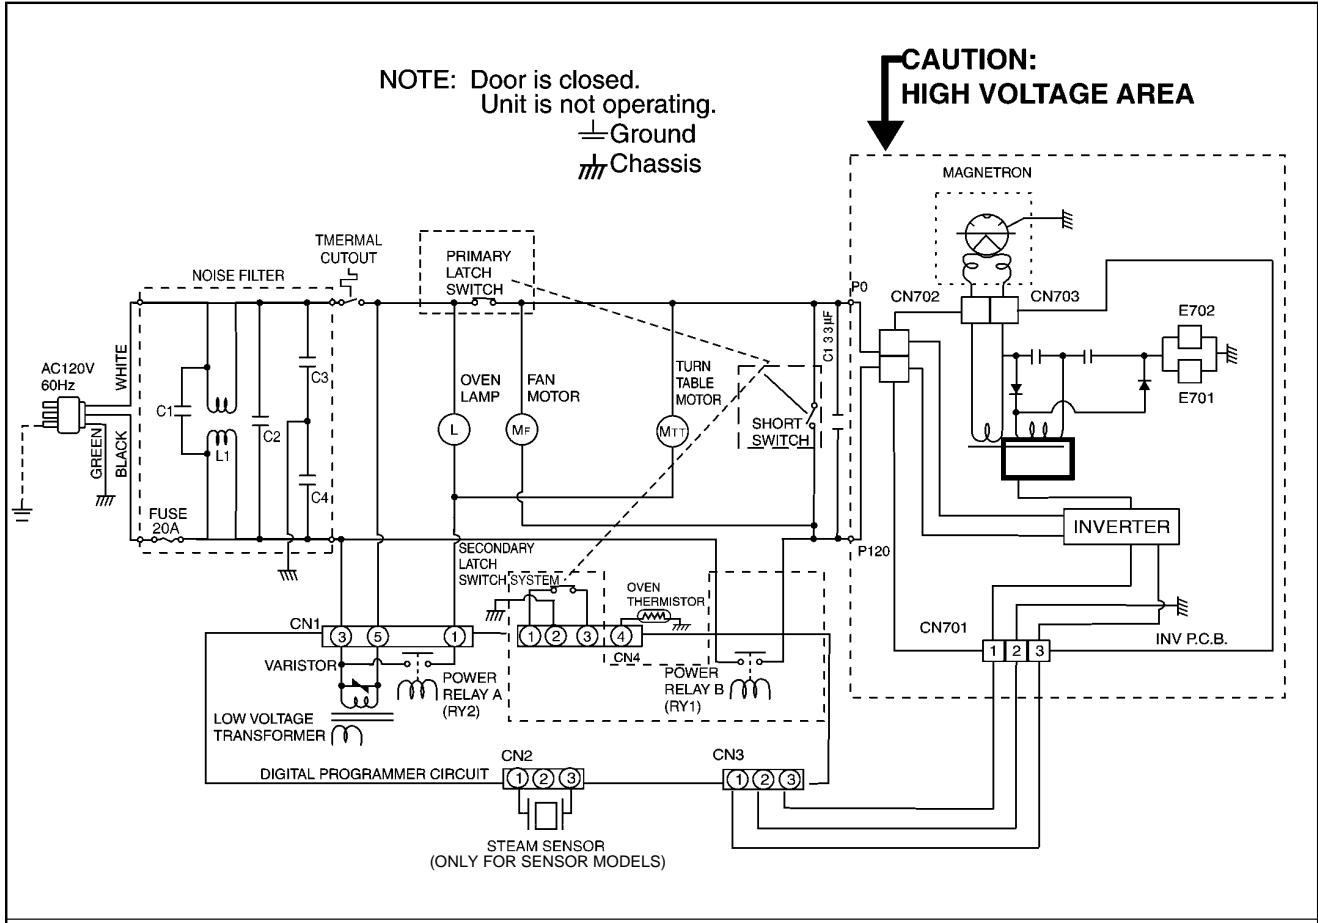 NOTE: Door is closed.
Unit is not operating.
Ground
Chassis
CAUTION:
HIGH VOLTAGE AREA
MAGNETRON
TMERMAL
CUTOUT
PRIMARY
LATCH
SWITCH
NOISE FILTER
P0
CN702
CN703
E702
E701
AC120V
60Hz
WHITE
GREEN
BLACK
C1
L1
C2
C3
C4
FUSE
20A
OVEN
LAMP
L
FAN
MOTOR
MF
TURN
TABLE
MOTOR
MTT
SHORT
SWITCH
C1 3.3 µF
P120
INVERTER
SECONDARY
LATCH
SWITCH SYSTEM
OVEN
THERMISTOR
CN1
3 5 1
1 2 3 4
CN4
CN701
1 2 3
INV P.C.B.
VARISTOR
POWER
RELAY A
(RY2)
POWER
RELAY B
(RY1)
LOW VOLTAGE
TRANSFORMER
DIGITAL PROGRAMMER CIRCUIT
CN2
1 2 3
CN3
1 2 3
STEAM SENSOR
(ONLY FOR SENSOR MODELS)